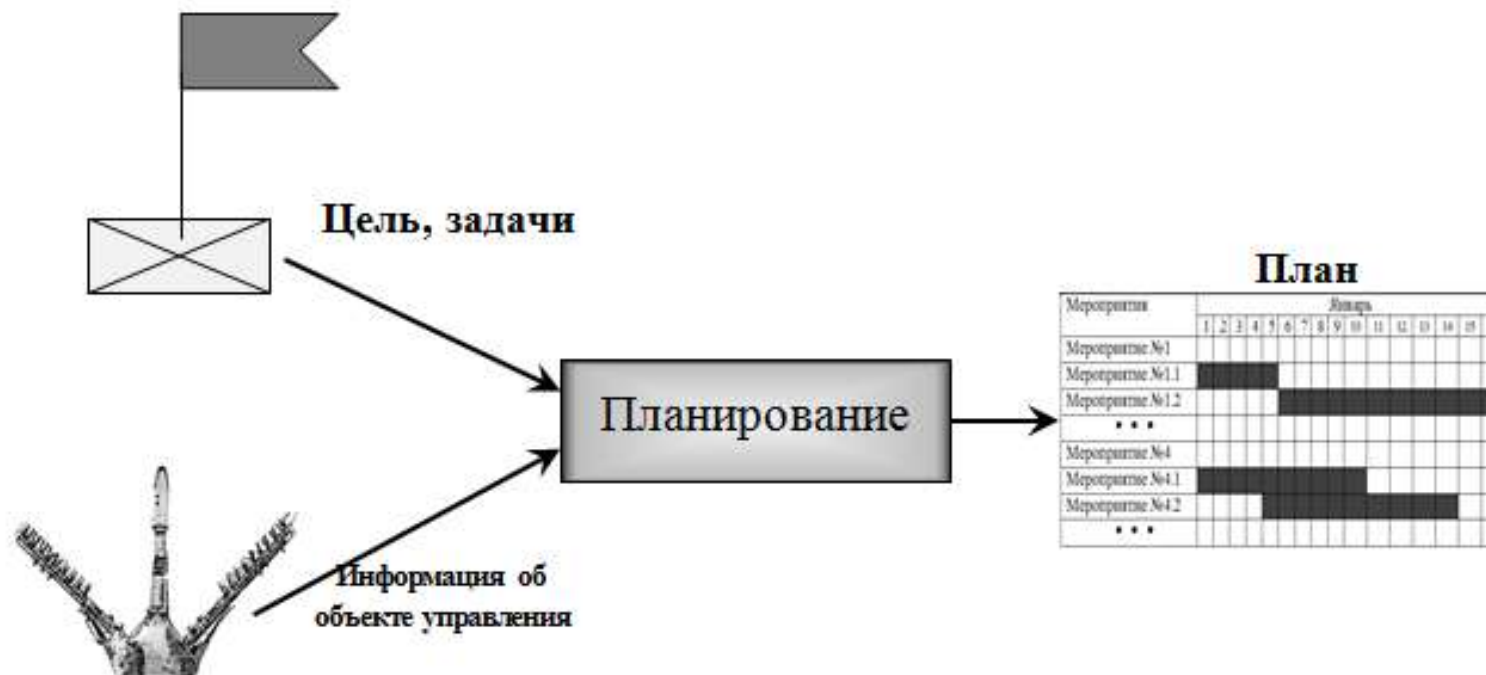 Цель, задачи
План
Мероприятия Январь
1 2 3 4 5 6 7 8 9 10 11 12 13 14 15
Мероприятие №1
Мероприятие №1.1
Мероприятие №1.2
• • •
Мероприятие №4
Мероприятие №4.1
Мероприятие №4.2
• • •
Планирование
Информация об
объекте управления